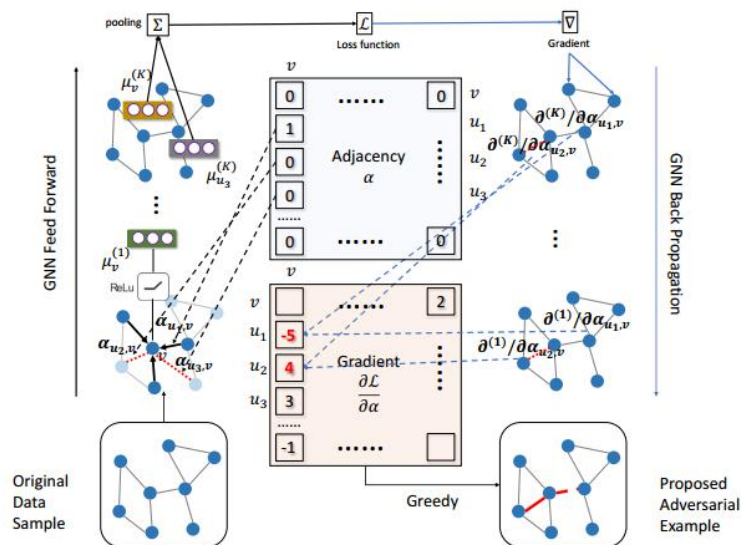 pooling Σ ℒ ∇
Loss function Gradient
μ_v^(K)
μ_{u_3}^(K)
...
μ_v^(1)
ReLu
α_{u_1,v}
α_{u_2,v}
v
α_{u_3,v}
GNN Feed Forward
v
0 ...... 0 v
1 u_1
0 Adjacency u_2
α
0 u_3
......
0 ...... 0
v
v ...... 2
u_1 -5
u_2 4 Gradient
∂ℒ/∂α
u_3 3
......
-1 ......
∂^(K)/∂α_{u_1,v}
∂^(K)/∂α_{u_2,v}
...
∂^(1)/∂α_{u_1,v}
∂^(1)/∂α_{u_2,v}
GNN Back Propagation
Original
Data
Sample
Greedy
Proposed
Adversarial
Example